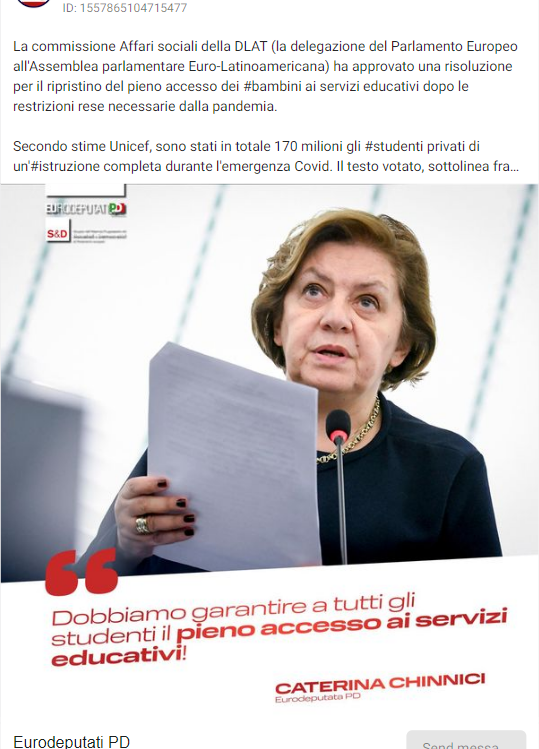 ID: 1557865104715477
La commissione Affari sociali della DLAT (la delegazione del Parlamento Europeo
all'Assemblea parlamentare Euro-Latinoamericana) ha approvato una risoluzione
per il ripristino del pieno accesso dei #bambini ai servizi educativi dopo le
restrizioni rese necessarie dalla pandemia.
Secondo stime Unicef, sono stati in totale 170 milioni gli #studenti privati di
un'#istruzione completa durante l'emergenza Covid. Il testo votato, sottolinea fra...
EURODEPUTATI PD
S&D
Dobbiamo garantire a tutti gli
studenti il pieno accesso ai servizi
educativi!
CATERINA CHINNICI
Eurodeputata PD
Eurodeputati PD
Send messa...